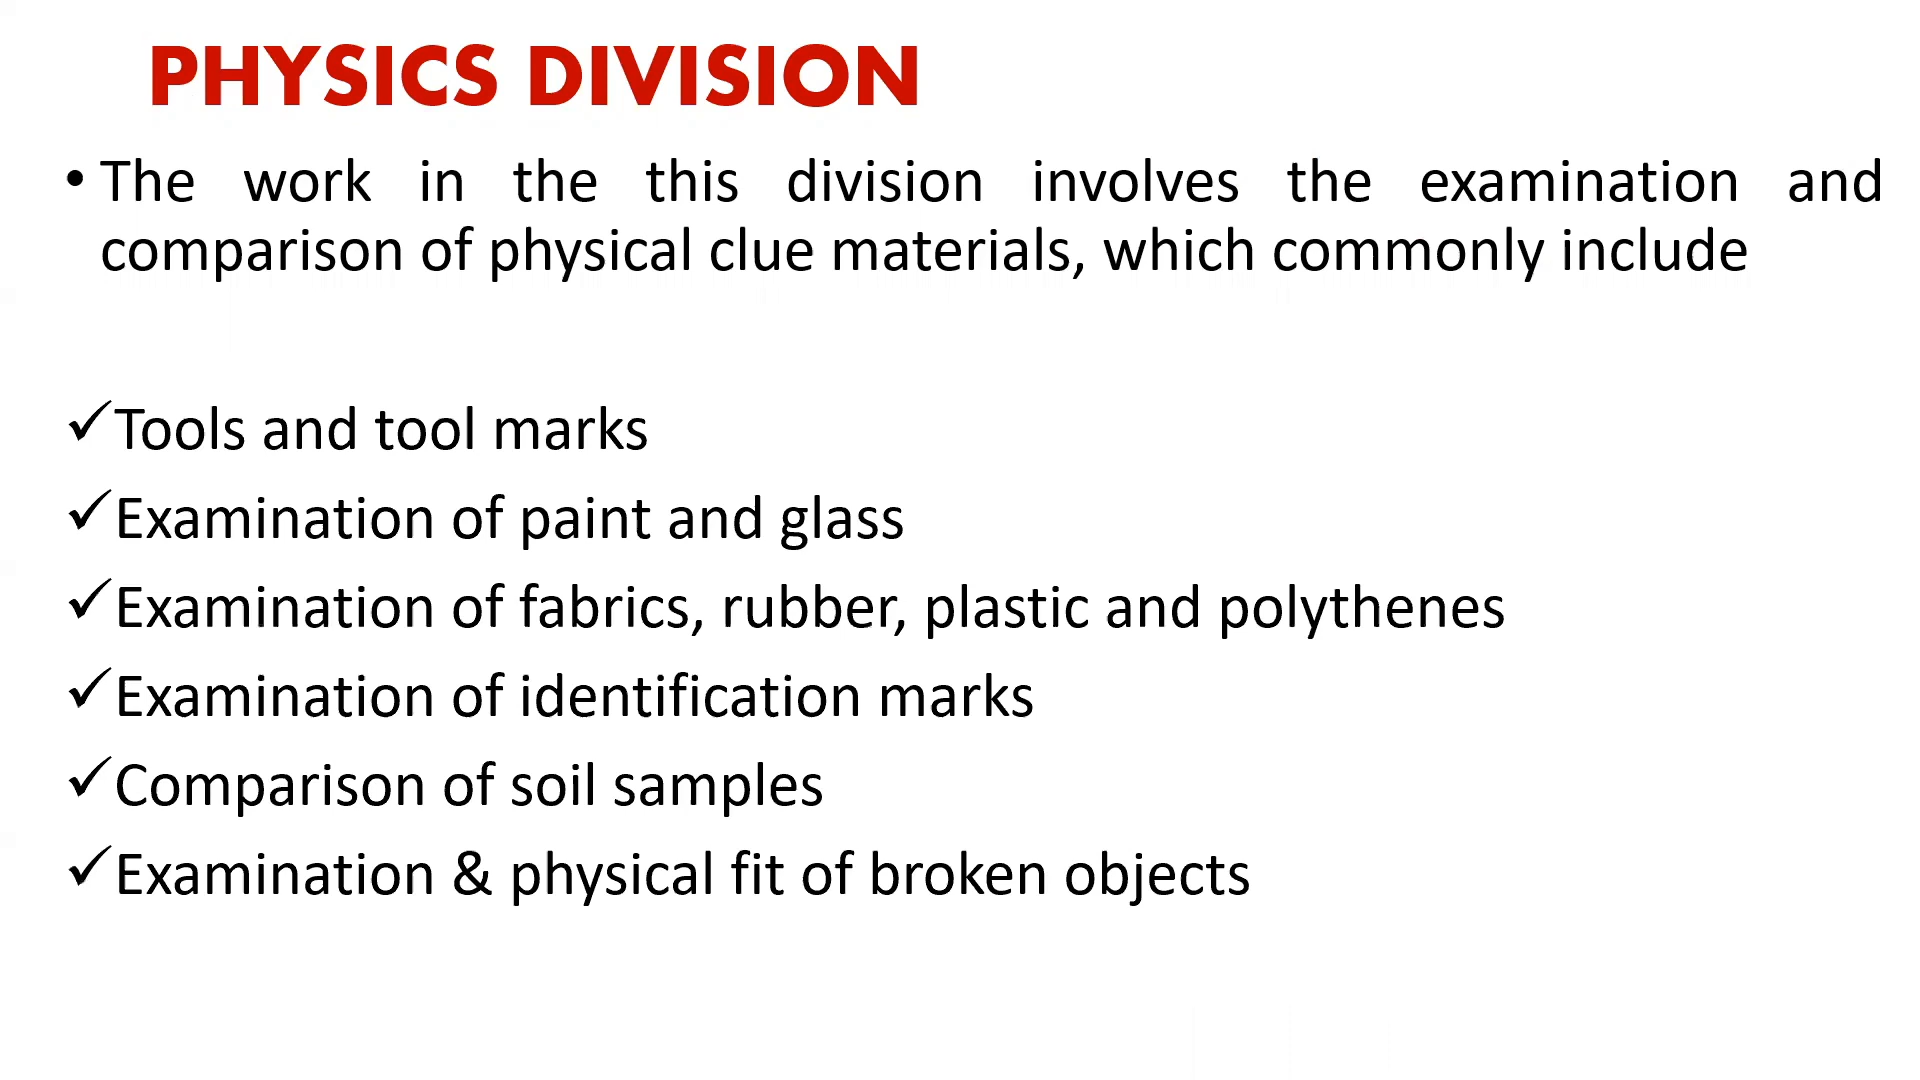 PHYSICS DIVISION
• The work in the this division involves the examination and
comparison of physical clue materials, which commonly include
✓Tools and tool marks
✓Examination of paint and glass
✓Examination of fabrics, rubber, plastic and polythenes
✓Examination of identification marks
✓Comparison of soil samples
✓Examination & physical fit of broken objects